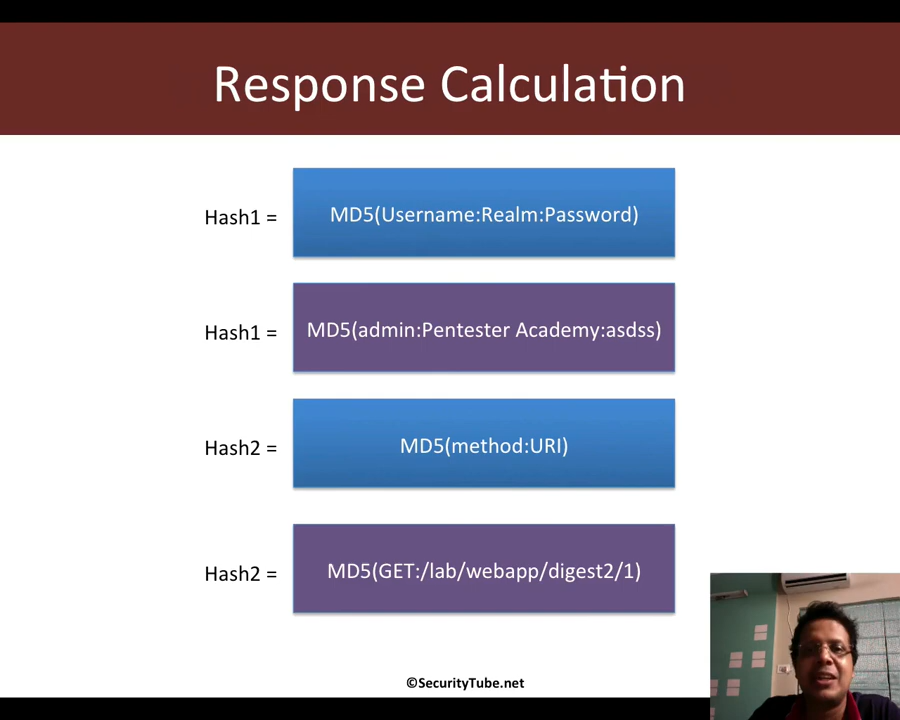 Response Calculation
Hash1 = MD5(Username:Realm:Password)
Hash1 = MD5(admin:Pentester Academy:asdss)
Hash2 = MD5(method:URI)
Hash2 = MD5(GET:/lab/webapp/digest2/1)
©SecurityTube.net